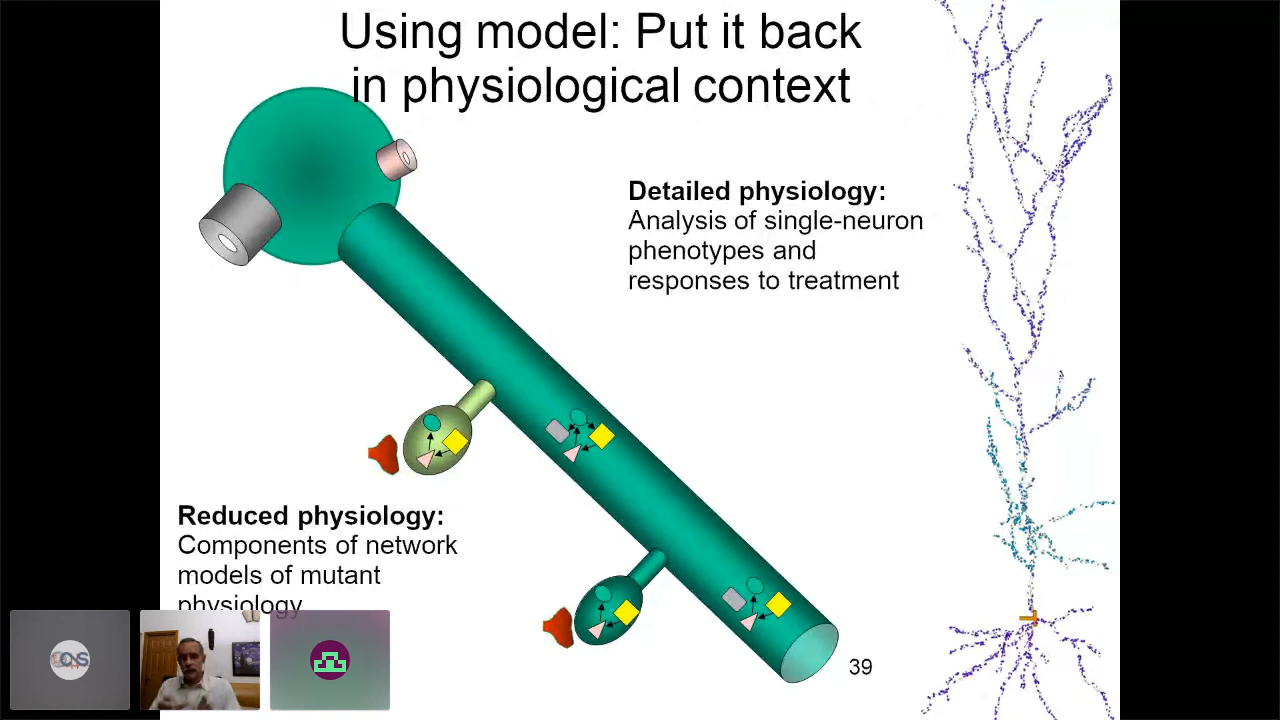 Using model: Put it back
in physiological context
Detailed physiology:
Analysis of single-neuron
phenotypes and
responses to treatment
Reduced physiology:
Components of network
models of mutant
physiology
39